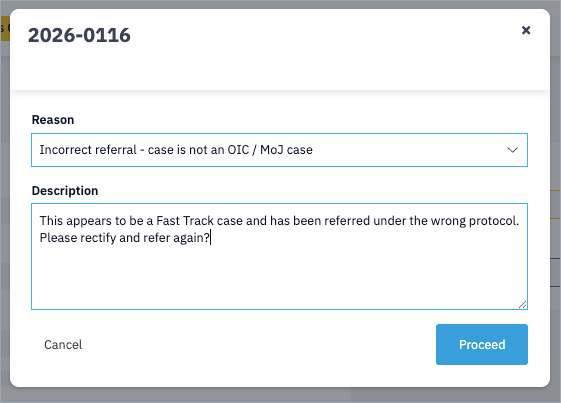 2026-0116
×
Reason
Incorrect referral - case is not an OIC / MoJ case
Description
This appears to be a Fast Track case and has been referred under the wrong protocol.
Please rectify and refer again?
Cancel
Proceed